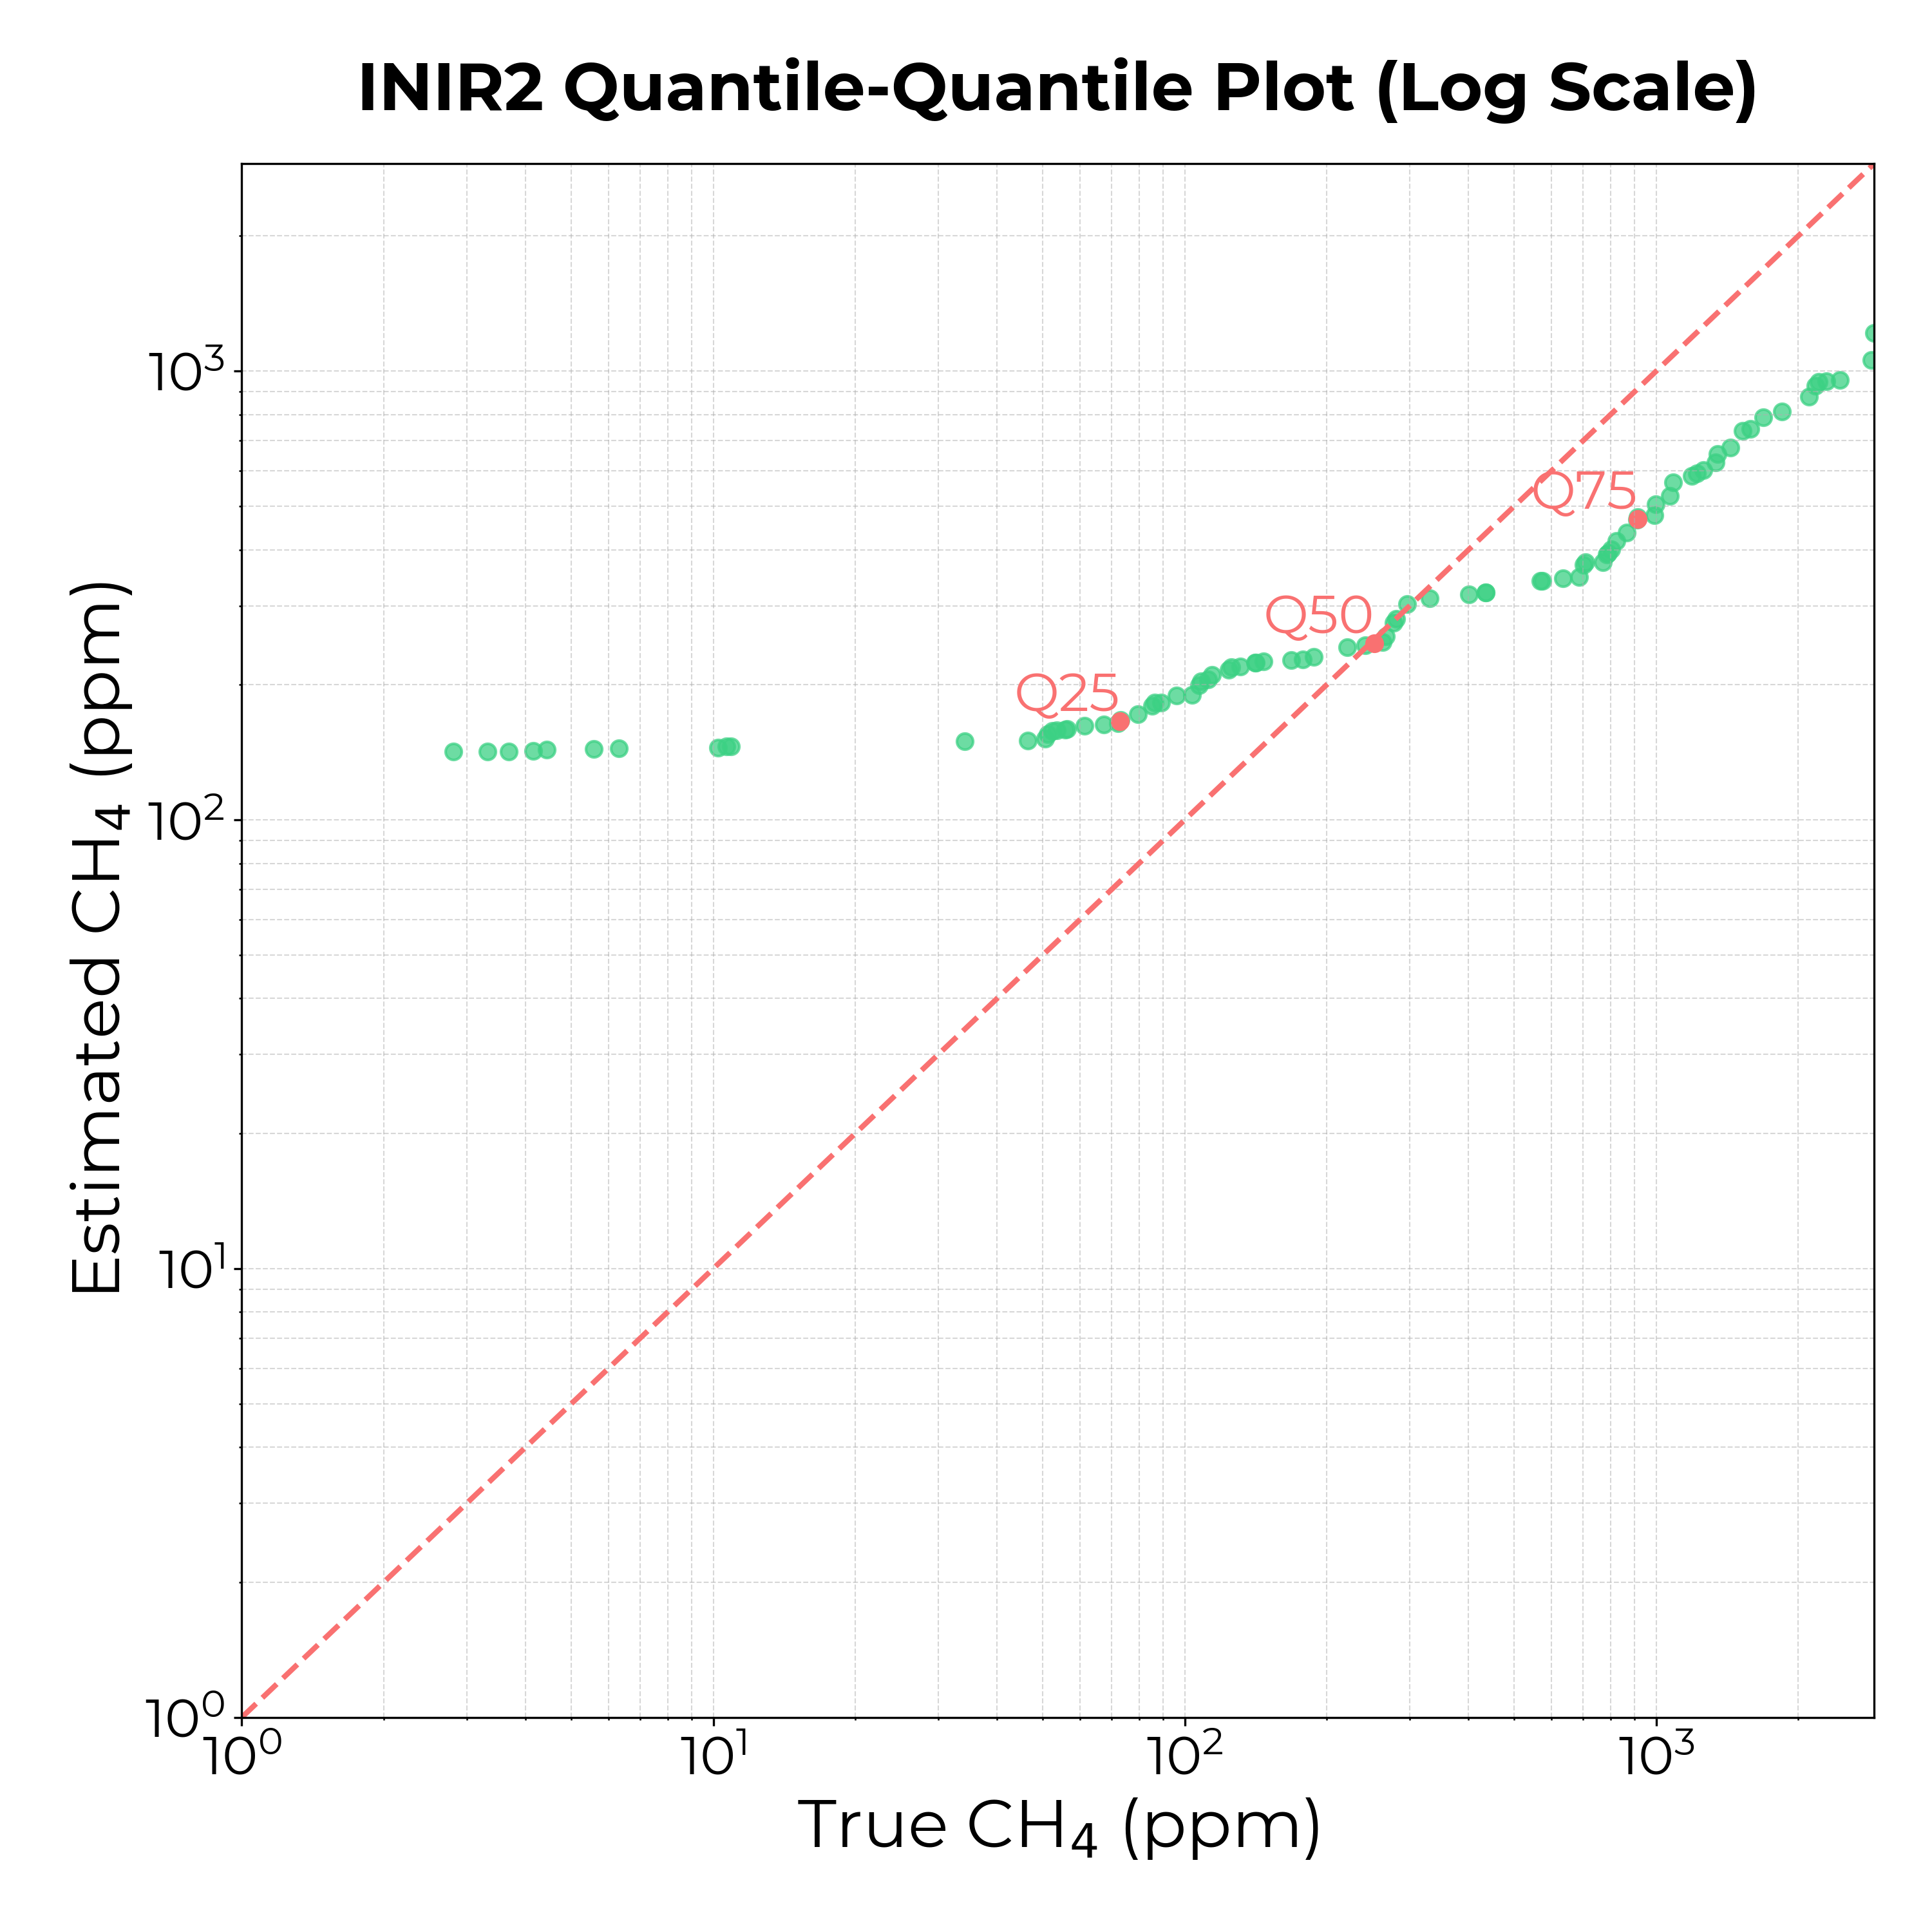 INIR2 Quantile-Quantile Plot (Log Scale)
Estimated CH₄ (ppm)
10³
10²
10¹
10⁰
Q75
Q50
Q25
10⁰ 10¹ 10² 10³
True CH₄ (ppm)